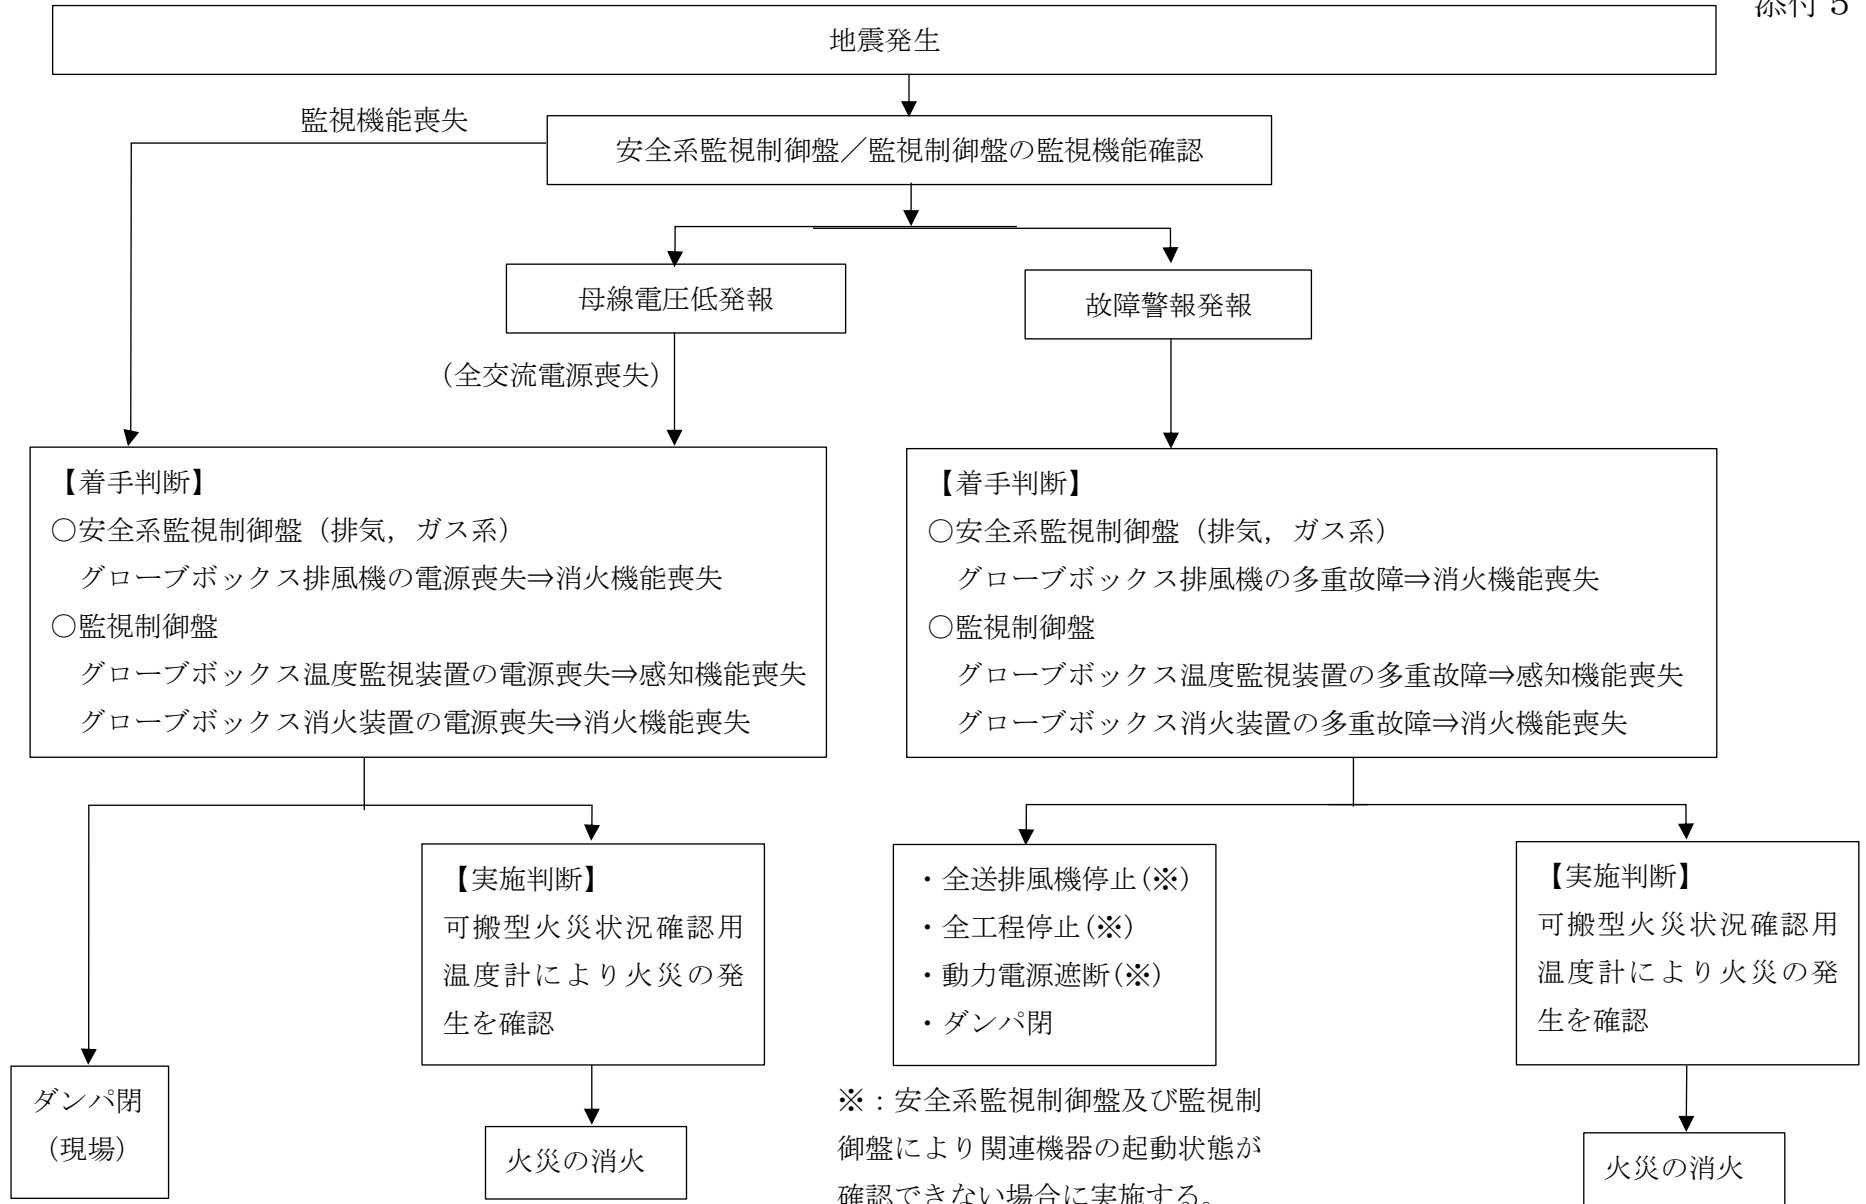 添付５
地震発生
監視機能喪失
安全系監視制御盤／監視制御盤の監視機能確認
母線電圧低発報
故障警報発報
（全交流電源喪失）
【着手判断】
○安全系監視制御盤（排気，ガス系）
グローブボックス排風機の電源喪失⇒消火機能喪失
○監視制御盤
グローブボックス温度監視装置の電源喪失⇒感知機能喪失
グローブボックス消火装置の電源喪失⇒消火機能喪失
【着手判断】
○安全系監視制御盤（排気，ガス系）
グローブボックス排風機の多重故障⇒消火機能喪失
○監視制御盤
グローブボックス温度監視装置の多重故障⇒感知機能喪失
グローブボックス消火装置の多重故障⇒消火機能喪失
ダンパ閉
（現場）
【実施判断】
可搬型火災状況確認用
温度計により火災の発
生を確認
火災の消火
・全送排風機停止(※)
・全工程停止(※)
・動力電源遮断(※)
・ダンパ閉
※：安全系監視制御盤及び監視制
御盤により関連機器の起動状態が
確認できない場合に実施する。
【実施判断】
可搬型火災状況確認用
温度計により火災の発
生を確認
火災の消火